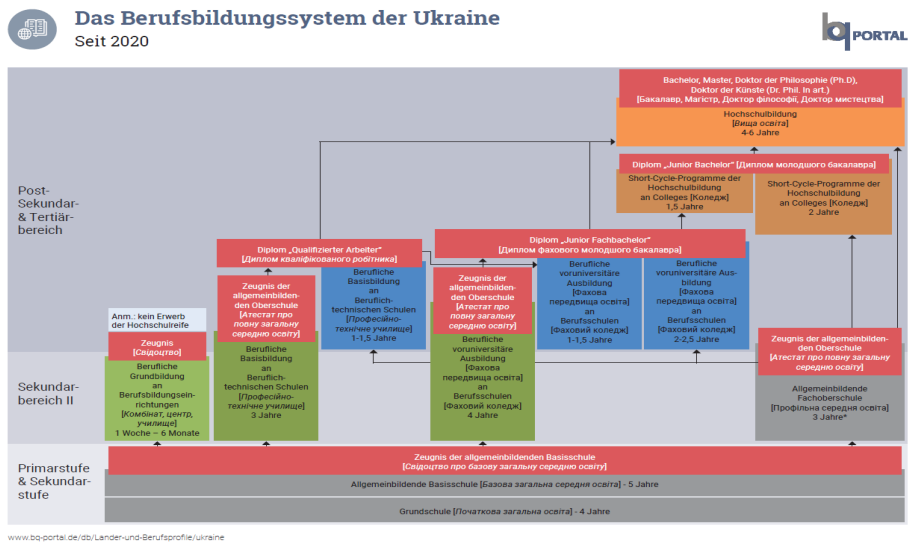 Das Berufsbildungssystem der Ukraine
Seit 2020
bq PORTAL
Bachelor, Master, Doktor der Philosophie (Ph.D),
Doktor der Künste (Dr. Phil. In art.)
[Бакалавр, Магістр, Доктор філософії, Доктор мистецтва]
Hochschulbildung
[Вища освіта]
4-6 Jahre
Diplom „Junior Bachelor" [Диплом молодшого бакалавра]
Short-Cycle-Programme der
Hochschulbildung
an Colleges [Коледж]
1,5 Jahre
Short-Cycle-Programme der
Hochschulbildung
an Colleges [Коледж]
2 Jahre
Post-
Sekundar-
& Tertiär-
bereich
Diplom „Qualifizierter Arbeiter"
[Диплом кваліфікованого робітника]
Diplom „Junior Fachbachelor"
[Диплом фахового молодшого бакалавра]
Zeugnis der
allgemeinbilden-
den Oberschule
[Атестат про
повну загальну
середню освіту]
Berufliche
Basisbildung
an
Beruflich-
technischen Schulen
[Професійно-
технічне училище]
1-1,5 Jahre
Zeugnis der
allgemeinbilden-
den Oberschule
[Атестат про
повну загальну
середню освіту]
Berufliche
voruniversitäre
Ausbildung
[Фахова
передвища освіта]
an
Berufsschulen
[Фаховий коледж]
1-1,5 Jahre
Berufliche
voruniversitäre Aus-
bildung
[Фахова
передвища освіта]
an
Berufsschulen
[Фаховий коледж]
2-2,5 Jahre
Anm.: kein Erwerb
der Hochschulreife
Zeugnis
[Свідоцтво]
Zeugnis der allgemeinbilden-
den Oberschule
[Атестат про повну загальну
середню освіту]
Sekundar-
bereich II
Berufliche
Grundbildung
an
Berufsbildungsein-
richtungen
[Комбінат, центр,
училище]
1 Woche – 6 Monate
Berufliche
Basisbildung
an
Beruflich-
technischen Schulen
[Професійно-
технічне училище]
3 Jahre
Berufliche
voruniversitäre
Ausbildung
[Фахова
передвища освіта]
an
Berufsschulen
[Фаховий коледж]
4 Jahre
Allgemeinbildende
Fachoberschule
[Профільна середня освіта]
3 Jahre*
Primarstufe
& Sekundar-
stufe
Zeugnis der allgemeinbildenden Basisschule
[Свідоцтво про базову загальну середню освіту]
Allgemeinbildende Basisschule [Базова загальна середня освіта] - 5 Jahre
Grundschule [Початкова загальна освіта] - 4 Jahre
www.bq-portal.de/db/Länder-und-Berufsprofile/ukraine